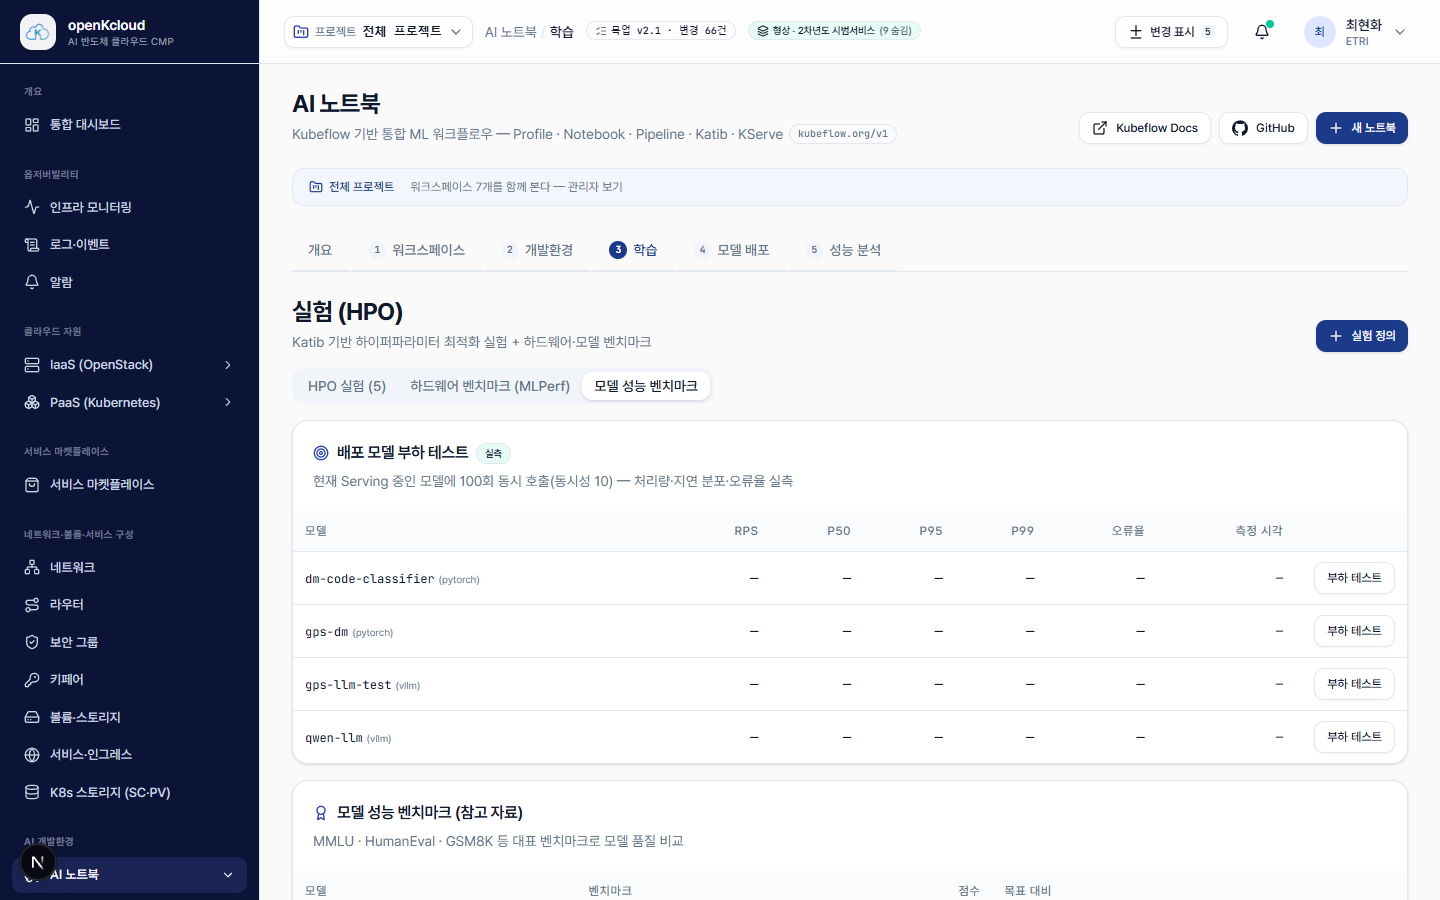 openKcloud
AI 반도체 클라우드 CMP
개요
통합 대시보드
옵저버빌리티
인프라 모니터링
로그·이벤트
알람
클라우드 자원
IaaS (OpenStack)
PaaS (Kubernetes)
서비스 마켓플레이스
서비스 마켓플레이스
네트워크·볼륨·서비스 구성
네트워크
라우터
보안 그룹
키페어
볼륨·스토리지
서비스·인그레스
K8s 스토리지 (SC·PV)
AI 개발환경
N
AI 노트북
프로젝트 전체 프로젝트
AI 노트북 / 학습
목업 v2.1 · 변경 66건
형상 · 2차년도 시범서비스 (9 숨김)
변경 표시 5
최
최현화
ETRI
AI 노트북
Kubeflow 기반 통합 ML 워크플로우 — Profile · Notebook · Pipeline · Katib · KServe kubeflow.org/v1
Kubeflow Docs
GitHub
새 노트북
전체 프로젝트 워크스페이스 7개를 함께 본다 — 관리자 보기
개요
1 워크스페이스
2 개발환경
3 학습
4 모델 배포
5 성능 분석
실험 (HPO)
Katib 기반 하이퍼파라미터 최적화 실험 + 하드웨어·모델 벤치마크
실험 정의
HPO 실험 (5)
하드웨어 벤치마크 (MLPerf)
모델 성능 벤치마크
배포 모델 부하 테스트 실측
현재 Serving 중인 모델에 100회 동시 호출(동시성 10) — 처리량·지연 분포·오류율 실측
모델 RPS P50 P95 P99 오류율 측정 시각
dm-code-classifier (pytorch) — — — — — — 부하 테스트
gps-dm (pytorch) — — — — — — 부하 테스트
gps-llm-test (vllm) — — — — — — 부하 테스트
qwen-llm (vllm) — — — — — — 부하 테스트
모델 성능 벤치마크 (참고 자료)
MMLU · HumanEval · GSM8K 등 대표 벤치마크로 모델 품질 비교
모델 벤치마크 점수 목표 대비